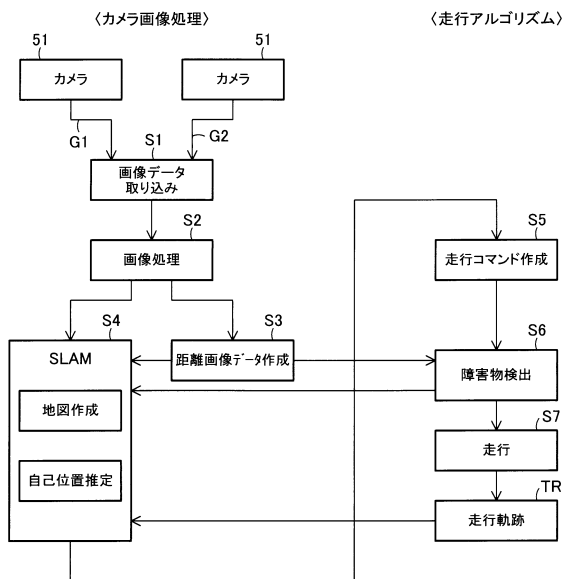 〈カメラ画像処理〉
〈走行アルゴリズム〉
51
カメラ
51
カメラ
G1
G2
S1
画像データ
取り込み
S2
画像処理
S5
走行コマンド作成
S4
SLAM
地図作成
自己位置推定
S3
距離画像データ作成
S6
障害物検出
S7
走行
TR
走行軌跡